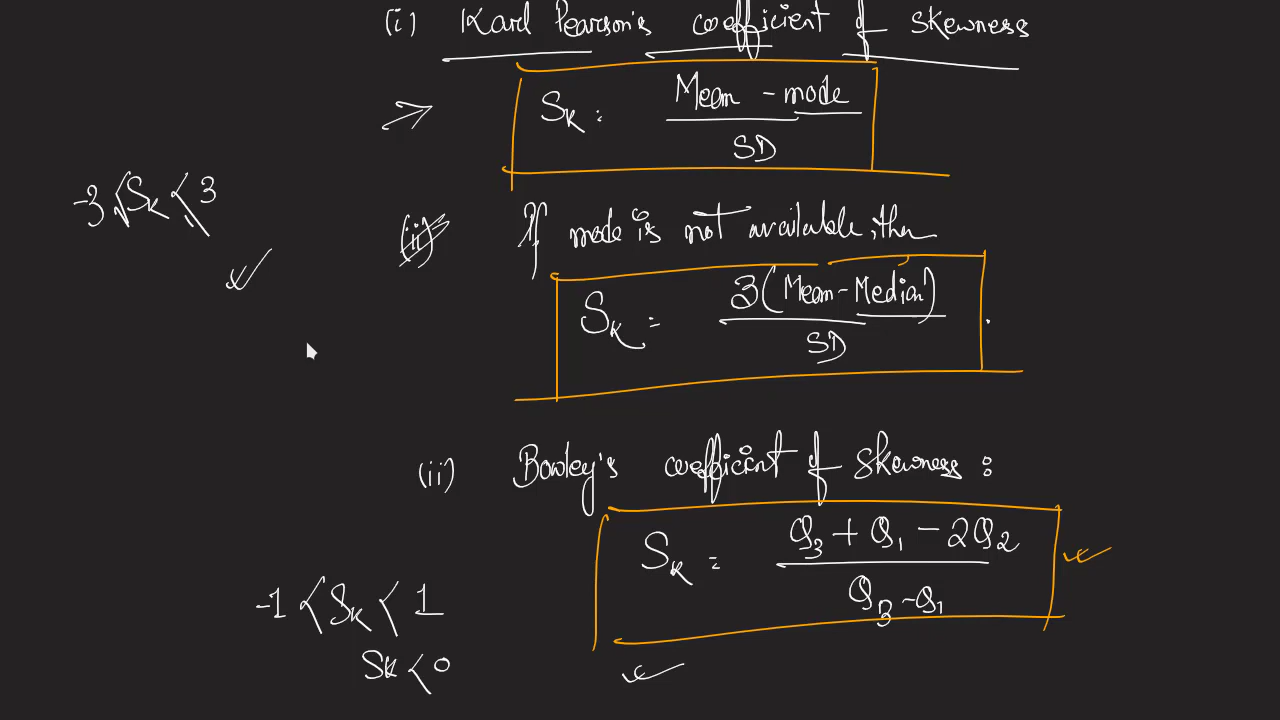 (i) Karl Pearson's coefficient of skewness
Sk = Mean - mode
SD
-3 < Sk < 3
(ii) If mode is not available, then
Sk = 3(Mean - Median)
SD
(ii) Bowley's coefficient of skewness :
Sk = Q3 + Q1 - 2Q2
Q3 - Q1
-1 < Sk < 1
Sk < 0